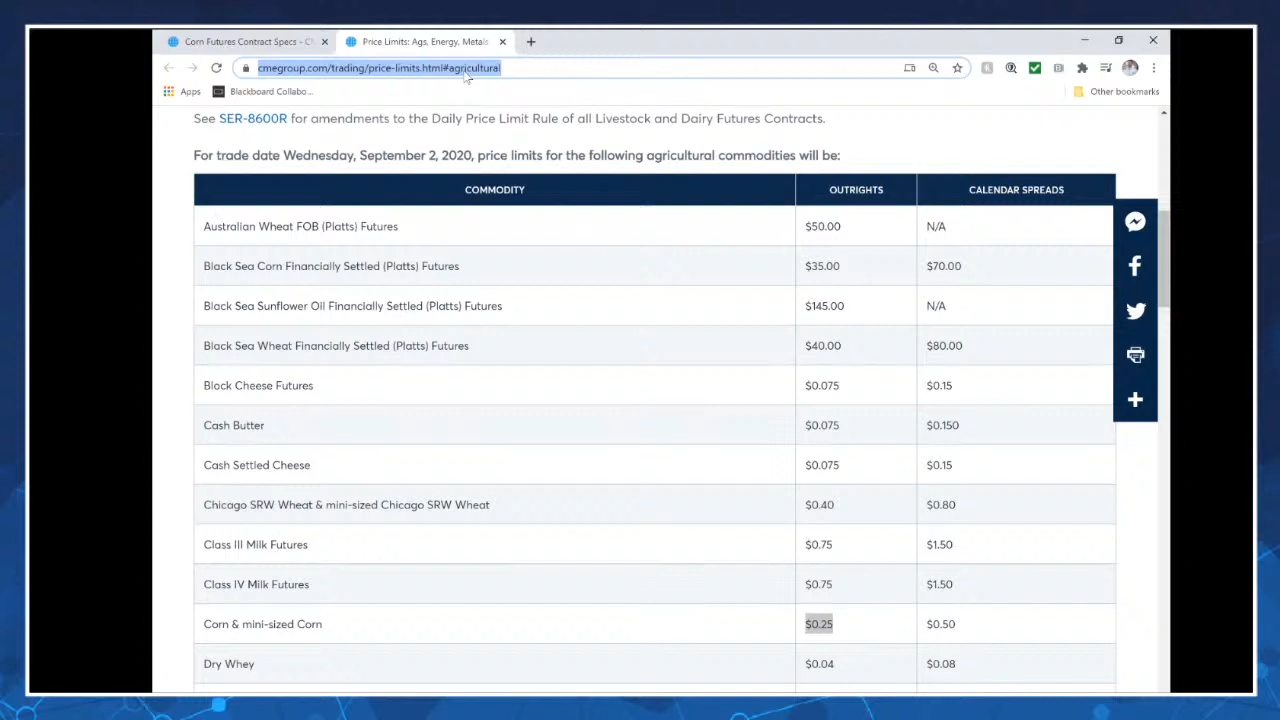 Corn Futures Contract Specs - C
Price Limits: Ags, Energy, Metals
cmegroup.com/trading/price-limits.html#agricultural
Apps
Blackboard Collabo...
Other bookmarks
See SER-8600R for amendments to the Daily Price Limit Rule of all Livestock and Dairy Futures Contracts.
For trade date Wednesday, September 2, 2020, price limits for the following agricultural commodities will be:
COMMODITY OUTRIGHTS CALENDAR SPREADS
Australian Wheat FOB (Platts) Futures $50.00 N/A
Black Sea Corn Financially Settled (Platts) Futures $35.00 $70.00
Black Sea Sunflower Oil Financially Settled (Platts) Futures $145.00 N/A
Black Sea Wheat Financially Settled (Platts) Futures $40.00 $80.00
Block Cheese Futures $0.075 $0.15
Cash Butter $0.075 $0.150
Cash Settled Cheese $0.075 $0.15
Chicago SRW Wheat & mini-sized Chicago SRW Wheat $0.40 $0.80
Class III Milk Futures $0.75 $1.50
Class IV Milk Futures $0.75 $1.50
Corn & mini-sized Corn $0.25 $0.50
Dry Whey $0.04 $0.08